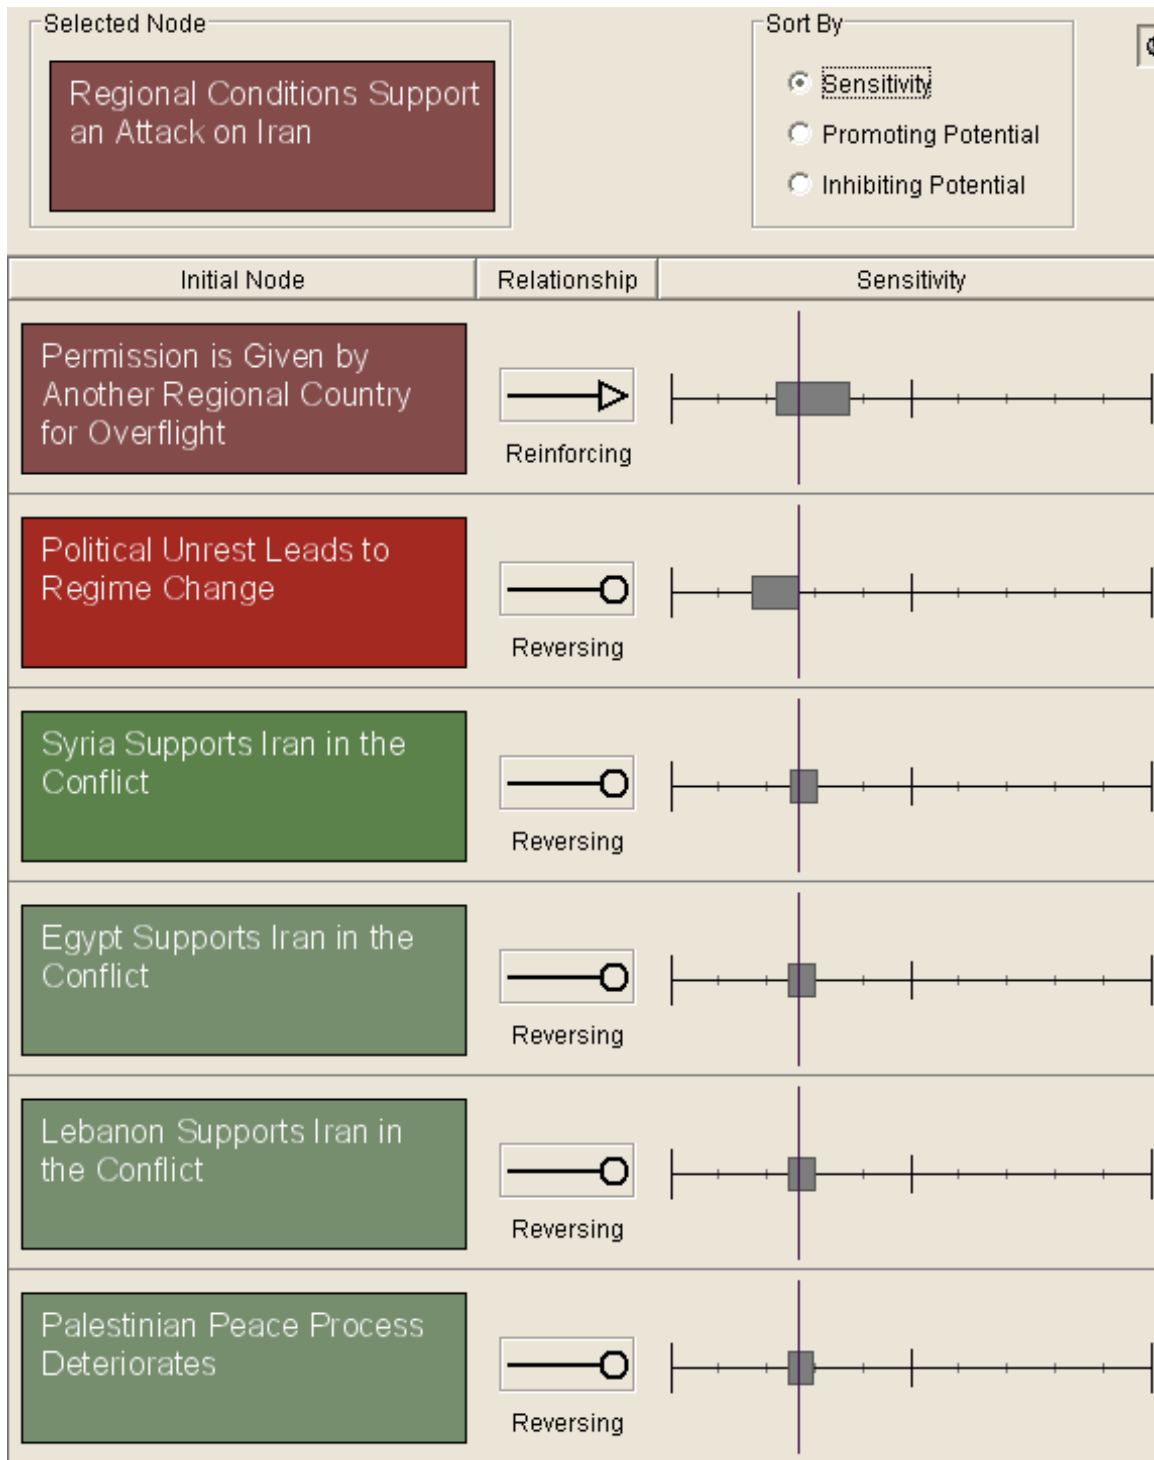 Selected Node
Regional Conditions Support
an Attack on Iran
Sort By
Sensitivity
Promoting Potential
Inhibiting Potential
Initial Node
Relationship
Sensitivity
Permission is Given by
Another Regional Country
for Overflight
Reinforcing
Political Unrest Leads to
Regime Change
Reversing
Syria Supports Iran in the
Conflict
Reversing
Egypt Supports Iran in the
Conflict
Reversing
Lebanon Supports Iran in
the Conflict
Reversing
Palestinian Peace Process
Deteriorates
Reversing